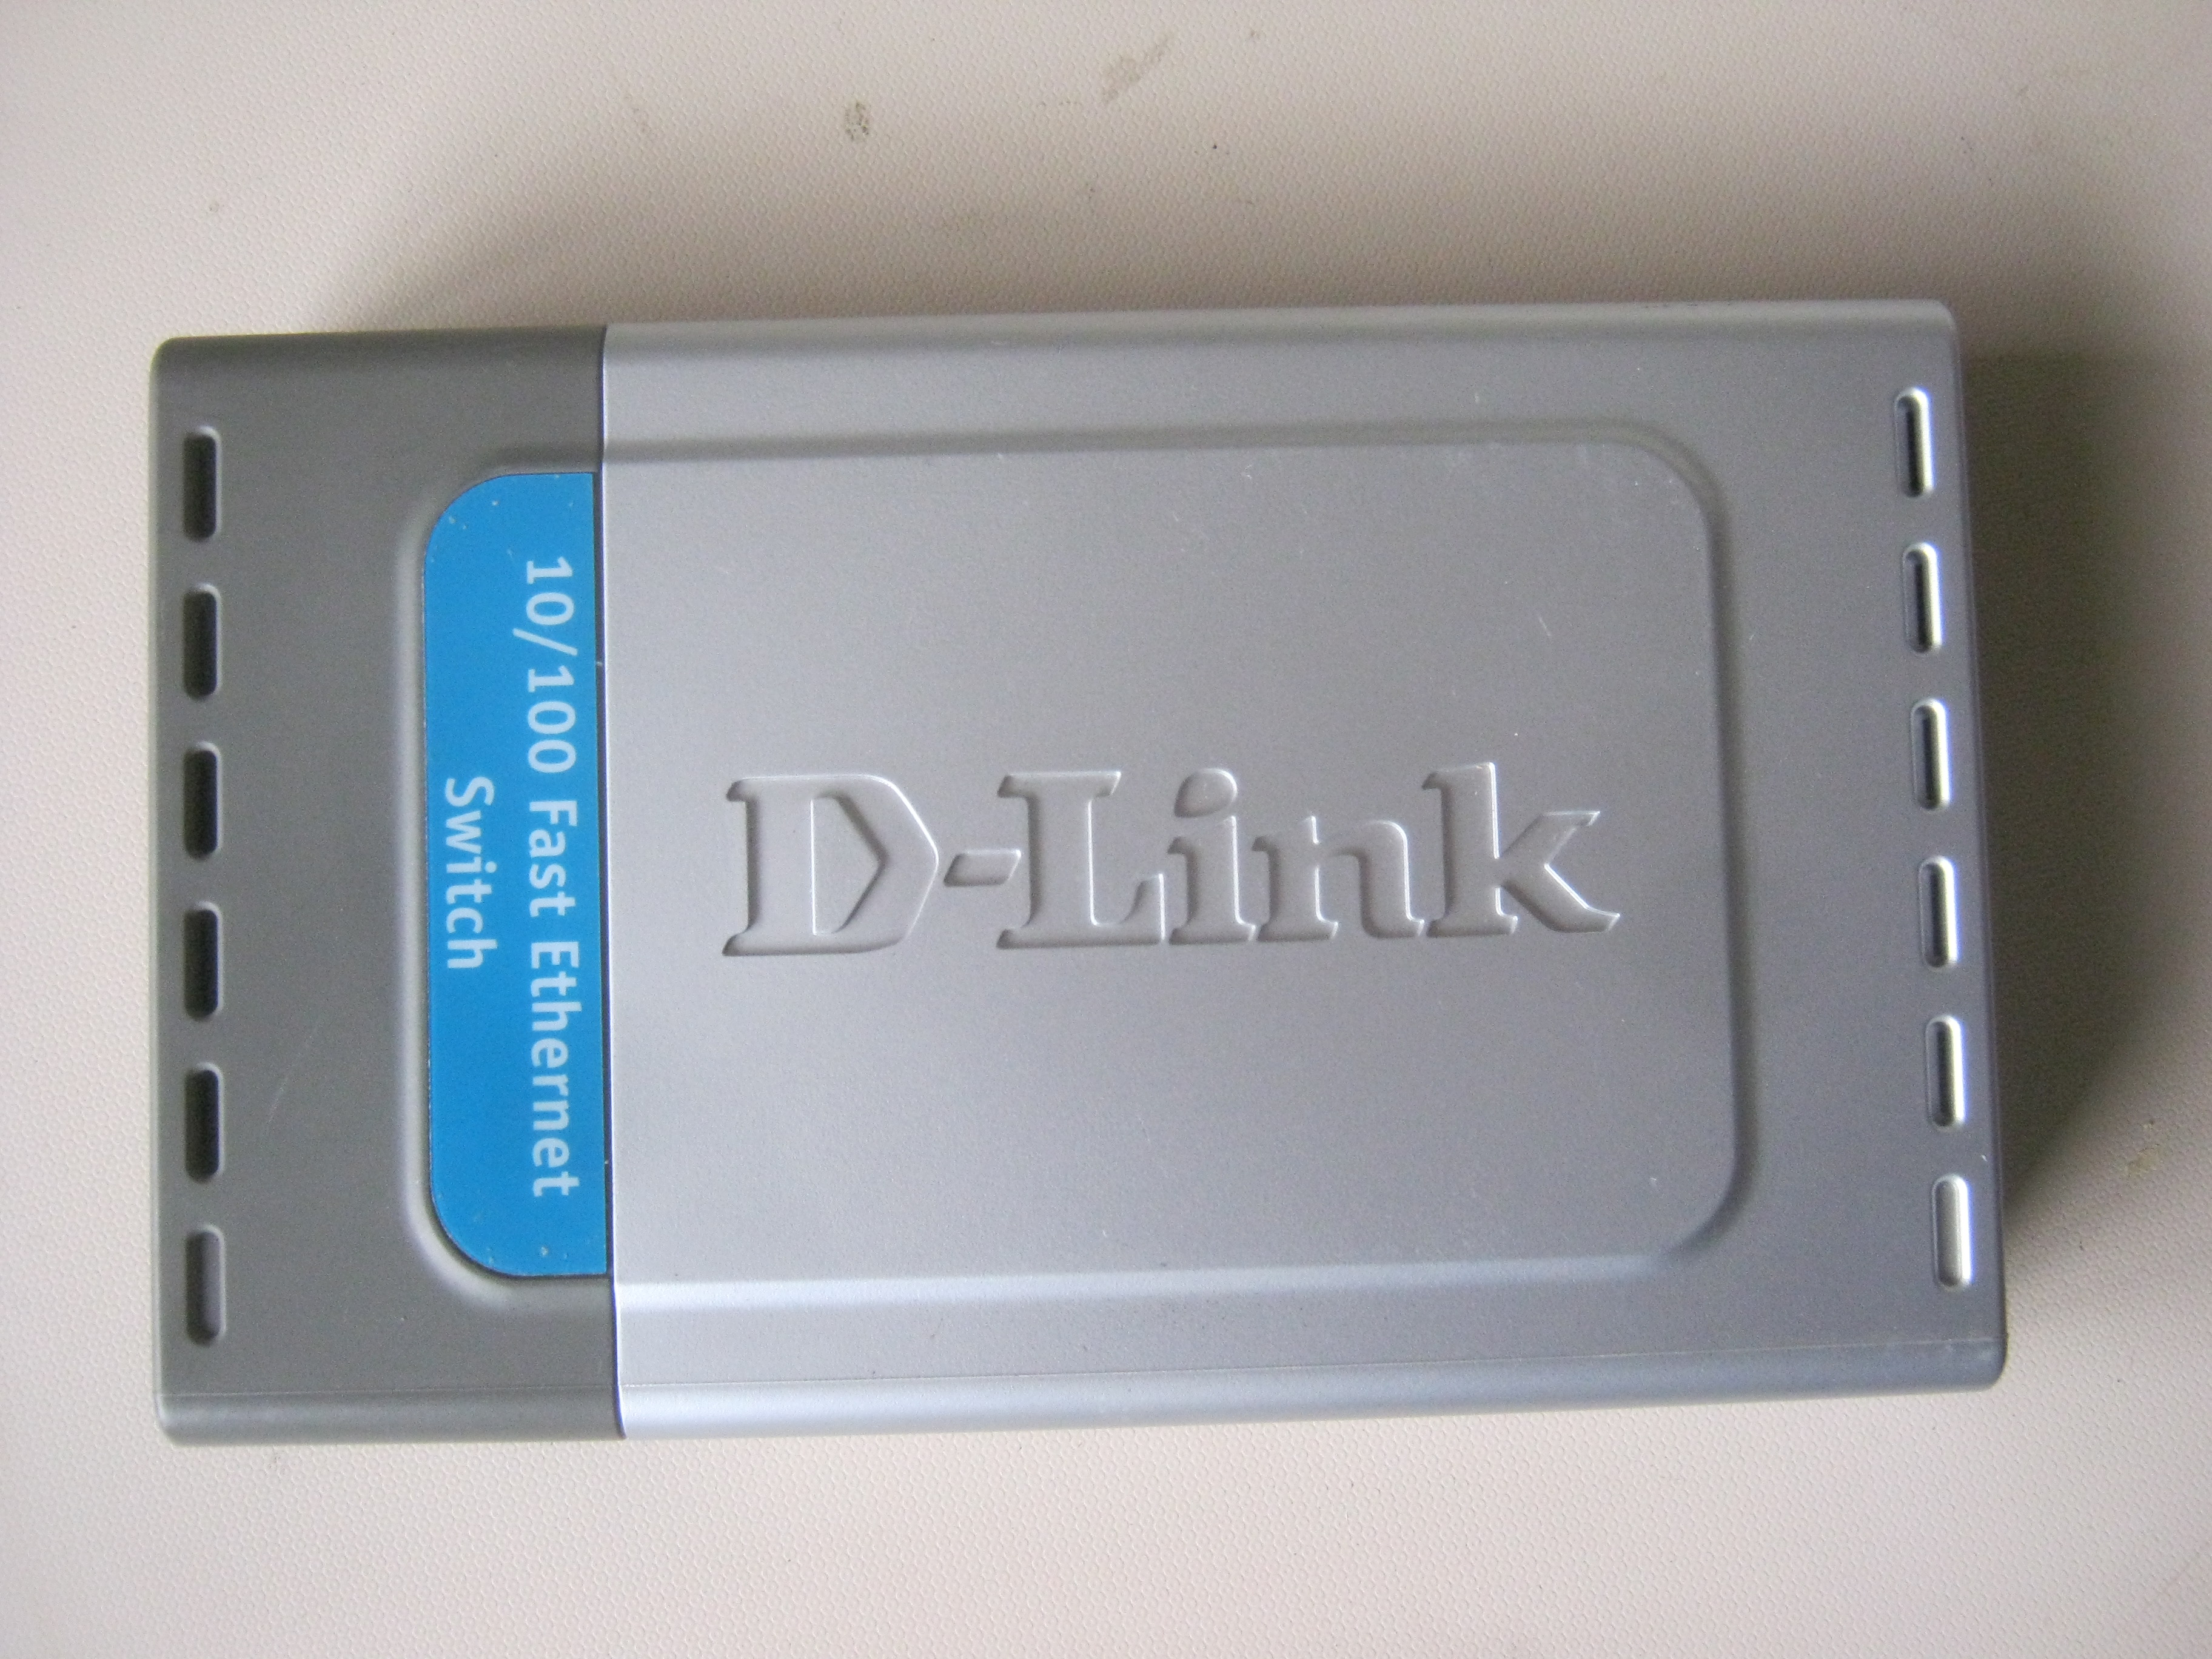 D-Link
10/100 Fast Ethernet
Switch